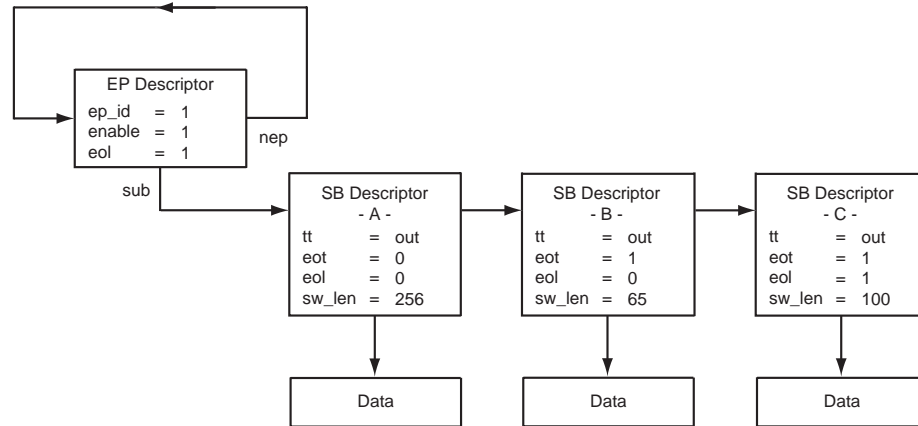 EP Descriptor
ep_id = 1
enable = 1
eol = 1
nep
sub
SB Descriptor
- A -
tt = out
eot = 0
eol = 0
sw_len = 256
SB Descriptor
- B -
tt = out
eot = 1
eol = 0
sw_len = 65
SB Descriptor
- C -
tt = out
eot = 1
eol = 1
sw_len = 100
Data
Data
Data